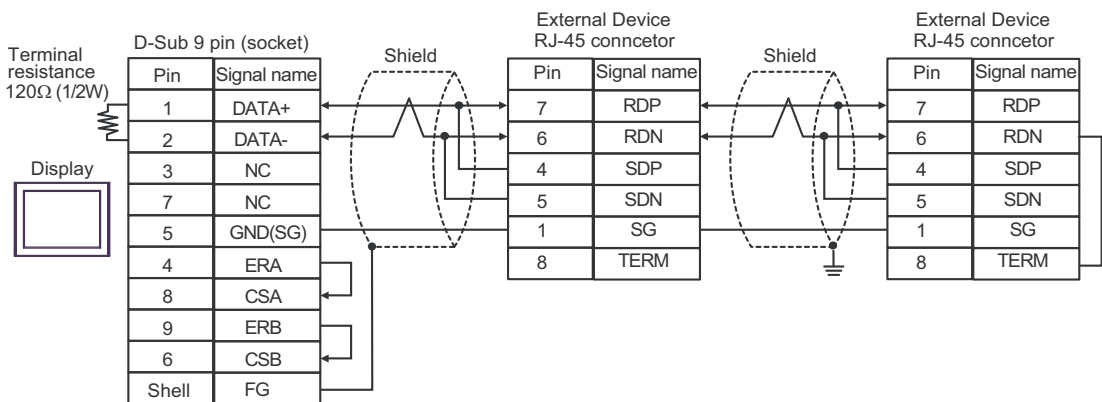 External Device
RJ-45 conncetor
External Device
RJ-45 conncetor
Terminal
resistance
120Ω (1/2W)
D-Sub 9 pin (socket)
Shield
Shield
Display
Pin Signal name
1 DATA+
2 DATA-
3 NC
7 NC
5 GND(SG)
4 ERA
8 CSA
9 ERB
6 CSB
Shell FG
Pin Signal name
7 RDP
6 RDN
4 SDP
5 SDN
1 SG
8 TERM
Pin Signal name
7 RDP
6 RDN
4 SDP
5 SDN
1 SG
8 TERM